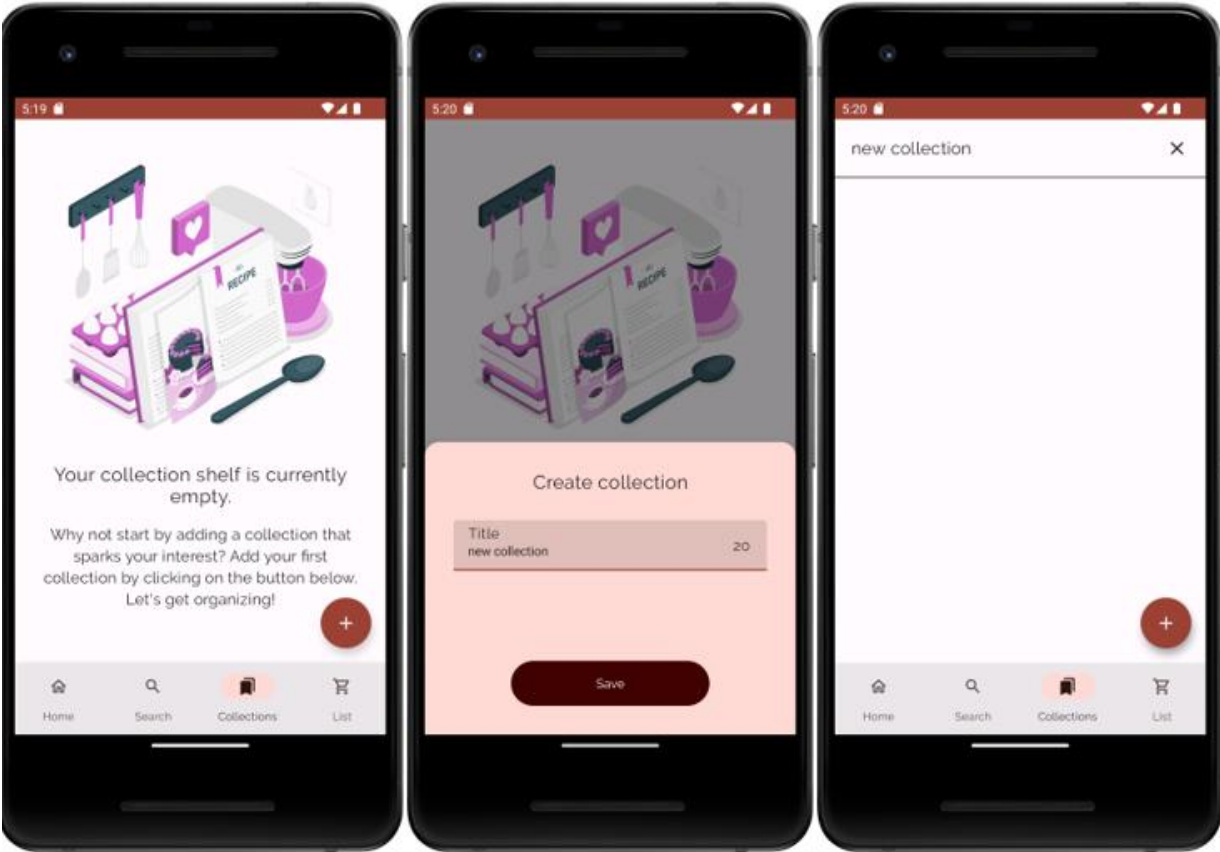 5:19
RECIPE
Your collection shelf is currently
empty.
Why not start by adding a collection that
sparks your interest? Add your first
collection by clicking on the button below.
Let's get organizing!
+
Home Search Collections List
5:20
RECIPE
Create collection
Title
new collection 20
Save
5:20
new collection ×
+
Home Search Collections List